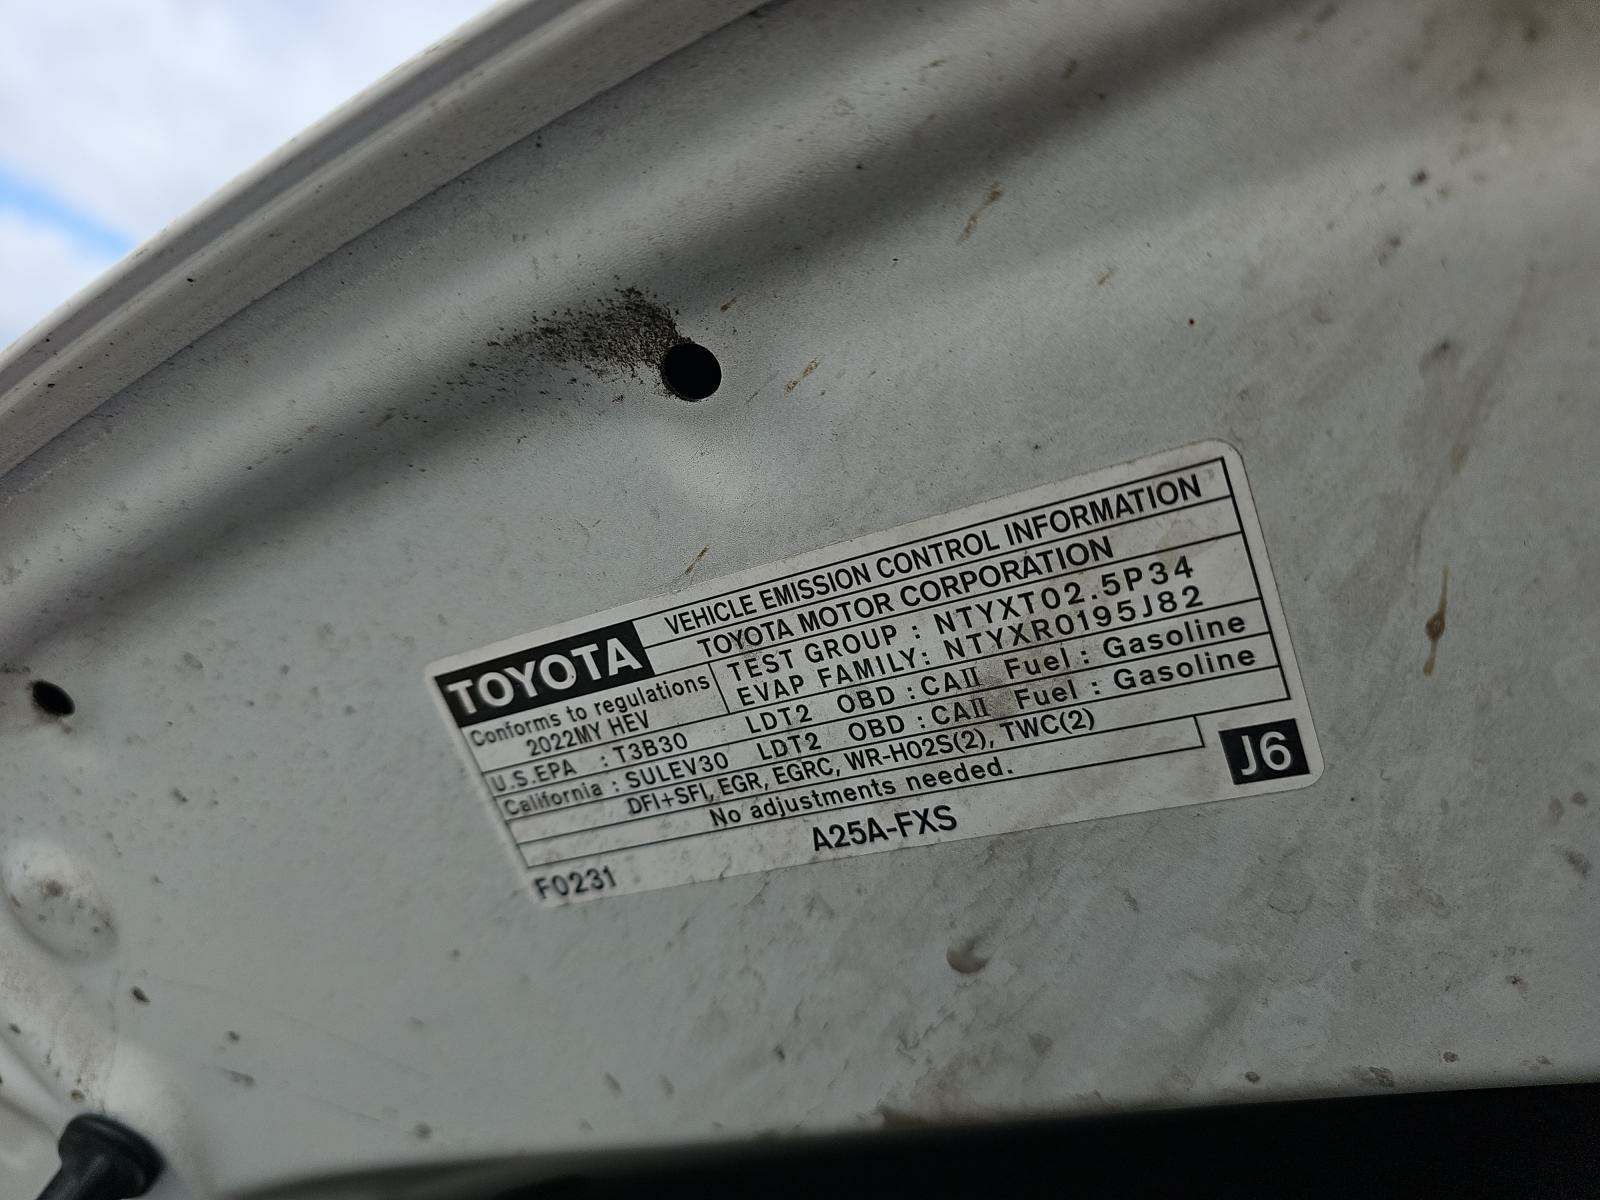 VEHICLE EMISSION CONTROL INFORMATION
TOYOTA
TOYOTA MOTOR CORPORATION
Conforms to regulations
2022MY HEV
TEST GROUP : NTYXT02.5P34
EVAP FAMILY: NTYXR0195J82
U.S.EPA : T3B30 LDT2 OBD : CAII Fuel : Gasoline
California : SULEV30 LDT2 OBD : CAII Fuel : Gasoline
DFI+SFI, EGR, EGRC, WR-HO2S(2), TWC(2)
No adjustments needed.
A25A-FXS
J6
F0231